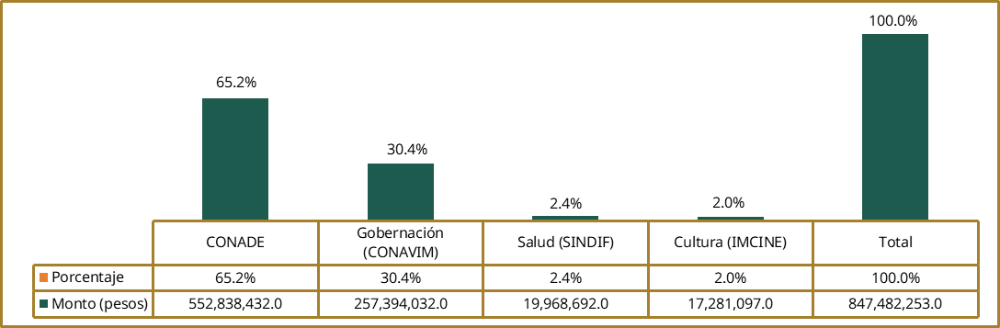 100.0%
65.2%
30.4%
2.4%
2.0%
CONADE
Gobernación
(CONAVIM)
Salud (SINDIF)
Cultura (IMCINE)
Total
Porcentaje 65.2% 30.4% 2.4% 2.0% 100.0%
Monto (pesos) 552,838,432.0 257,394,032.0 19,968,692.0 17,281,097.0 847,482,253.0